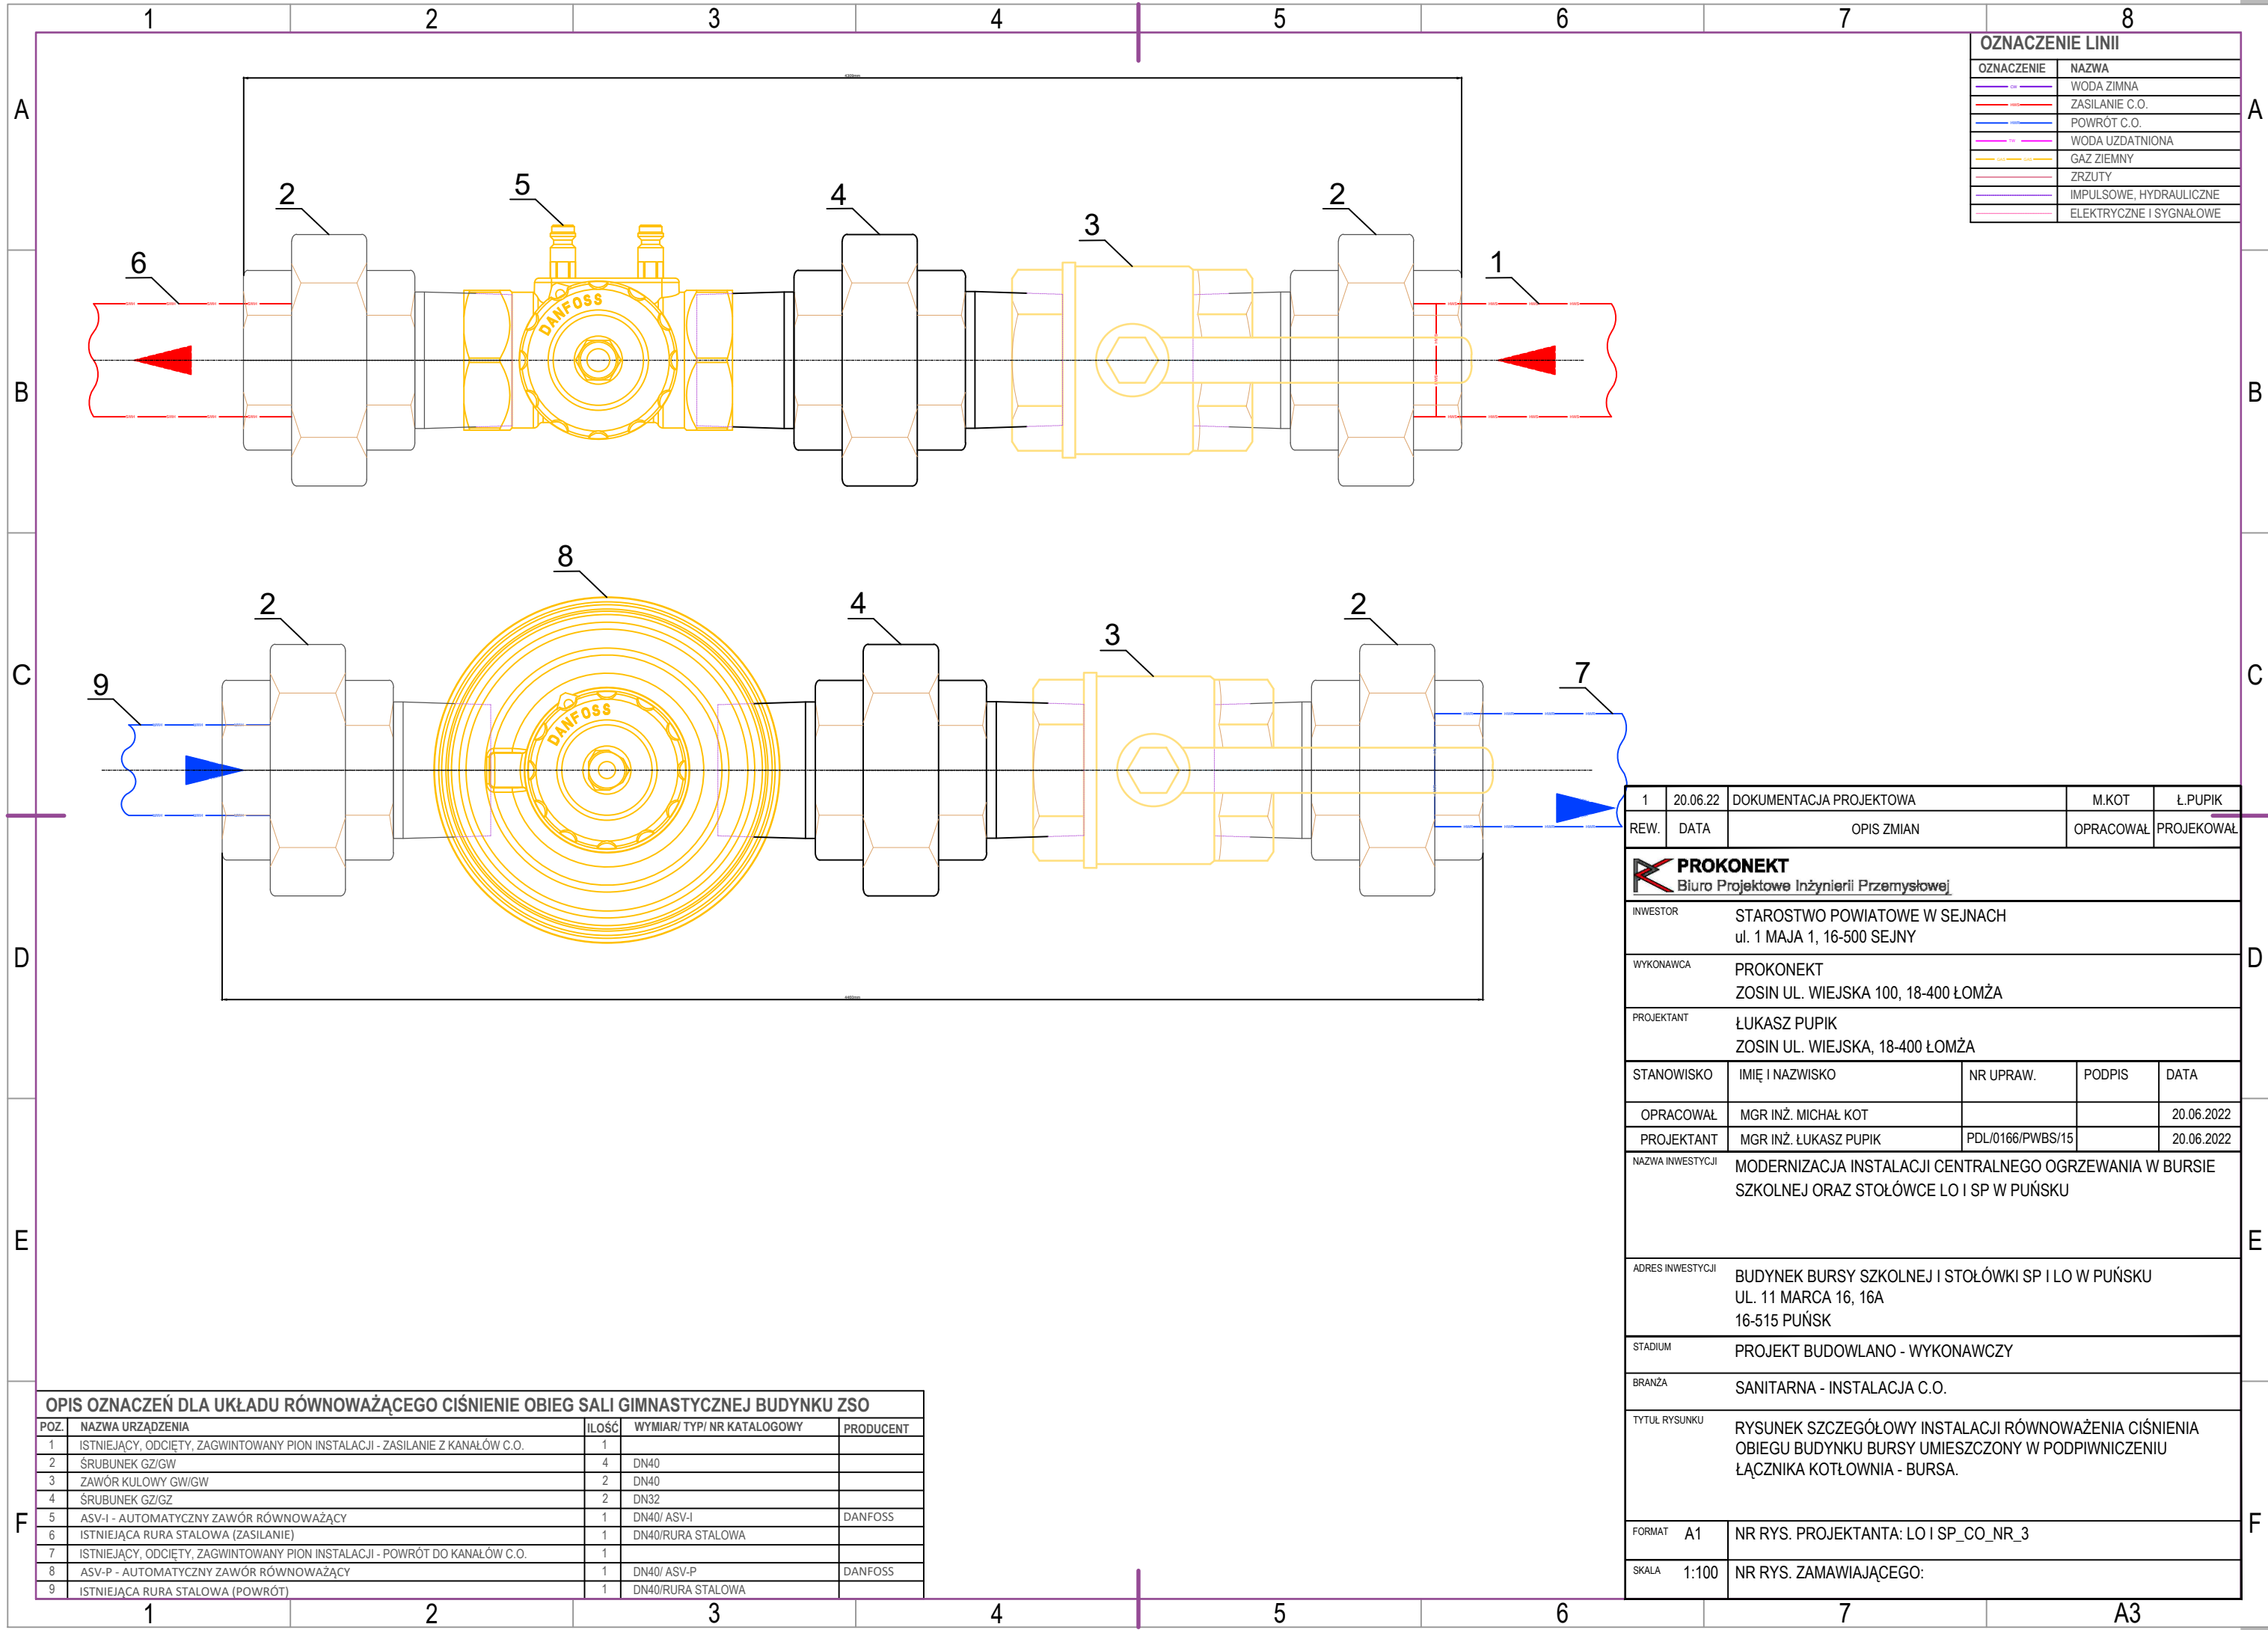 1 2 3 4 5 6 7 8
A A
B B
C C
D D
E E
F F
OZNACZENIE LINII
OZNACZENIE NAZWA
WODA ZIMNA
ZASILANIE C.O.
POWRÓT C.O.
WODA UZDATNIONA
GAZ ZIEMNY
ZRZUTY
IMPULSOWE, HYDRAULICZNE
ELEKTRYCZNE I SYGNAŁOWE
2 5 4 3 2
6 1
DANFOSS
8
2 4 3 2
9 7
DANFOSS
1 20.06.22 DOKUMENTACJA PROJEKTOWA M.KOT Ł.PUPIK
REW. DATA OPIS ZMIAN OPRACOWAŁ PROJEKOWAŁ
PROKONEKT
Biuro Projektowe Inżynierii Przemysłowej
INWESTOR STAROSTWO POWIATOWE W SEJNACH
ul. 1 MAJA 1, 16-500 SEJNY
WYKONAWCA PROKONEKT
ZOSIN UL. WIEJSKA 100, 18-400 ŁOMŻA
PROJEKTANT ŁUKASZ PUPIK
ZOSIN UL. WIEJSKA, 18-400 ŁOMŻA
STANOWISKO IMIĘ I NAZWISKO NR UPRAW. PODPIS DATA
OPRACOWAŁ MGR INŻ. MICHAŁ KOT 20.06.2022
PROJEKTANT MGR INŻ. ŁUKASZ PUPIK PDL/0166/PWBS/15 20.06.2022
NAZWA INWESTYCJI MODERNIZACJA INSTALACJI CENTRALNEGO OGRZEWANIA W BURSIE
SZKOLNEJ ORAZ STOŁÓWCE LO I SP W PUŃSKU
ADRES INWESTYCJI BUDYNEK BURSY SZKOLNEJ I STOŁÓWKI SP I LO W PUŃSKU
UL. 11 MARCA 16, 16A
16-515 PUŃSK
STADIUM PROJEKT BUDOWLANO - WYKONAWCZY
BRANŻA SANITARNA - INSTALACJA C.O.
TYTUŁ RYSUNKU RYSUNEK SZCZEGÓŁOWY INSTALACJI RÓWNOWAŻENIA CIŚNIENIA
OBIEGU BUDYNKU BURSY UMIESZCZONY W PODPIWNICZENIU
ŁĄCZNIKA KOTŁOWNIA - BURSA.
FORMAT A1 NR RYS. PROJEKTANTA: LO I SP_CO_NR_3
SKALA 1:100 NR RYS. ZAMAWIAJĄCEGO:
OPIS OZNACZEŃ DLA UKŁADU RÓWNOWAŻĄCEGO CIŚNIENIE OBIEG SALI GIMNASTYCZNEJ BUDYNKU ZSO
POZ. NAZWA URZĄDZENIA ILOŚĆ WYMIAR/ TYP/ NR KATALOGOWY PRODUCENT
1 ISTNIEJĄCY, ODCIĘTY, ZAGWINTOWANY PION INSTALACJI - ZASILANIE Z KANAŁÓW C.O. 1
2 ŚRUBUNEK GZ/GW 4 DN40
3 ZAWÓR KULOWY GW/GW 2 DN40
4 ŚRUBUNEK GZ/GZ 2 DN32
5 ASV-I - AUTOMATYCZNY ZAWÓR RÓWNOWAŻĄCY 1 DN40/ ASV-I DANFOSS
6 ISTNIEJĄCA RURA STALOWA (ZASILANIE) 1 DN40/RURA STALOWA
7 ISTNIEJĄCY, ODCIĘTY, ZAGWINTOWANY PION INSTALACJI - POWRÓT DO KANAŁÓW C.O. 1
8 ASV-P - AUTOMATYCZNY ZAWÓR RÓWNOWAŻĄCY 1 DN40/ ASV-P DANFOSS
9 ISTNIEJĄCA RURA STALOWA (POWRÓT) 1 DN40/RURA STALOWA
1 2 3 4 5 6 7 A3